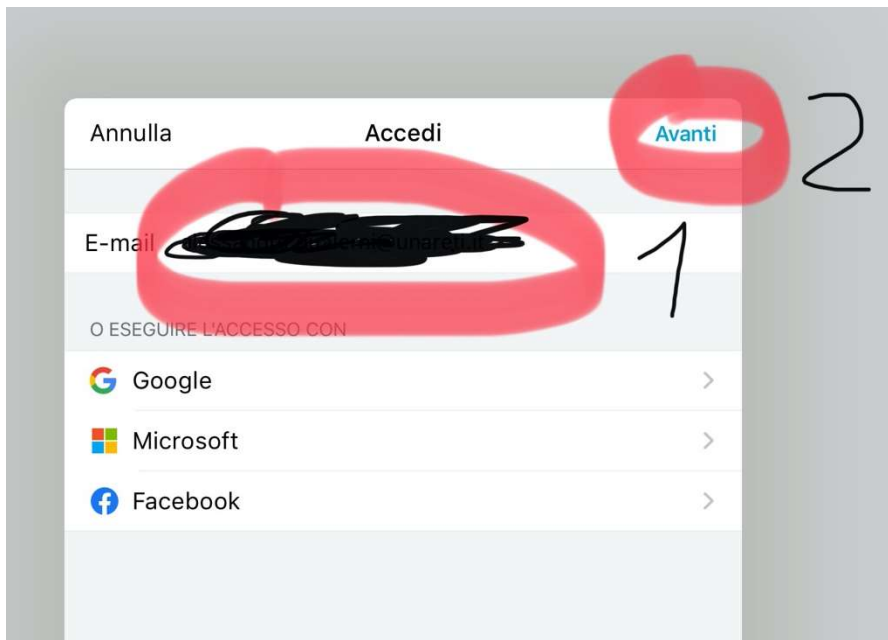 Annulla Accedi Avanti 2
E-mail
1
O ESEGUIRE L'ACCESSO CON
Google
Microsoft
Facebook